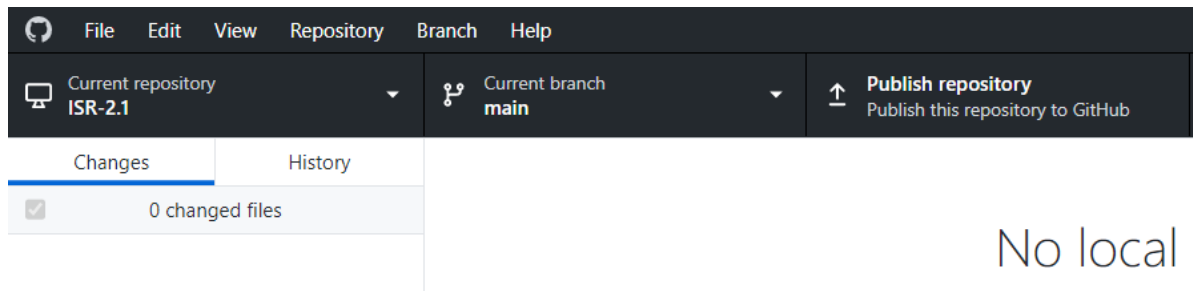 File Edit View Repository Branch Help
Current repository
ISR-2.1
Current branch
main
Publish repository
Publish this repository to GitHub
Changes History
0 changed files
No local